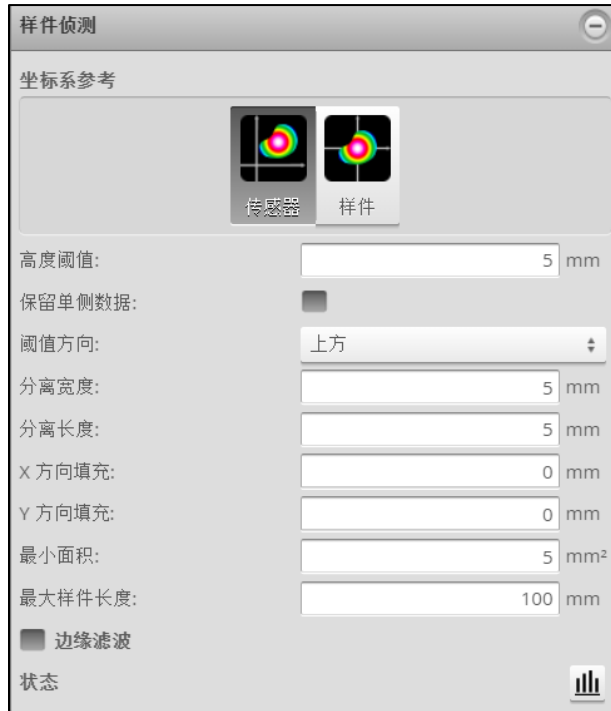 样件侦测
坐标系参考
传感器 样件
高度阈值: 5 mm
保留单侧数据:
阈值方向: 上方
分离宽度: 5 mm
分离长度: 5 mm
X 方向填充: 0 mm
Y 方向填充: 0 mm
最小面积: 5 mm²
最大样件长度: 100 mm
边缘滤波
状态